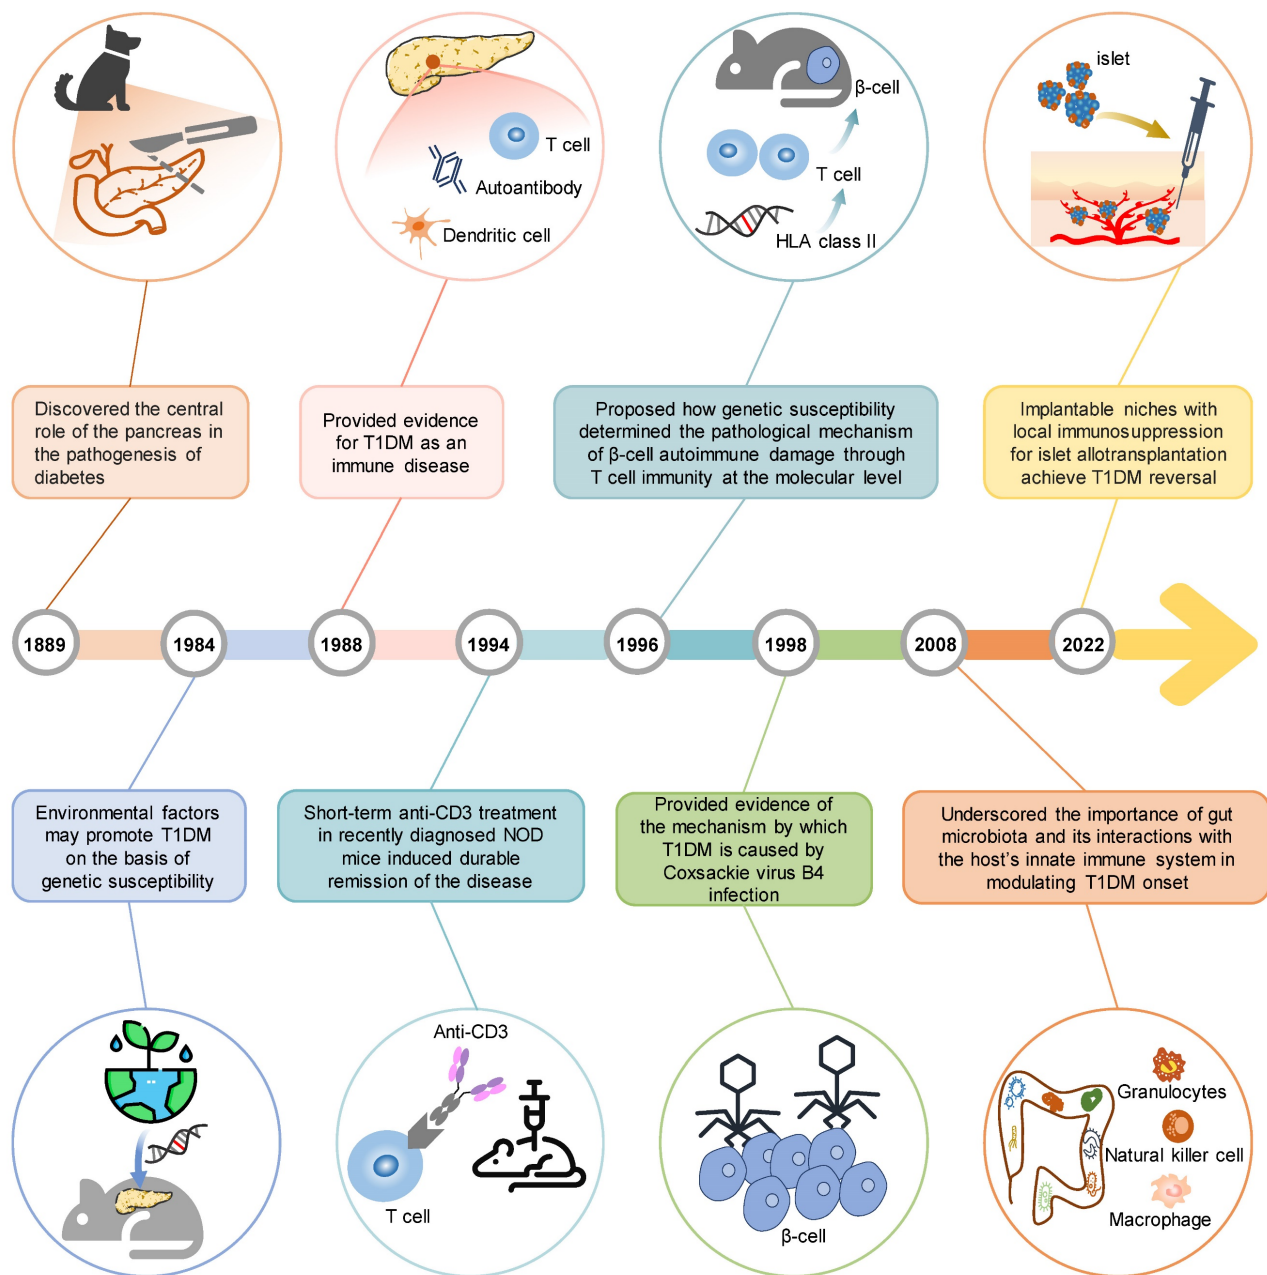 T cell
Autoantibody
Dendritic cell
β-cell
T cell
HLA class II
islet
Discovered the central
role of the pancreas in
the pathogenesis of
diabetes
Provided evidence
for T1DM as an
immune disease
Proposed how genetic susceptibility
determined the pathological mechanism
of β-cell autoimmune damage through
T cell immunity at the molecular level
Implantable niches with
local immunosuppression
for islet allotransplantation
achieve T1DM reversal
1889
1984
1988
1994
1996
1998
2008
2022
Environmental factors
may promote T1DM
on the basis of
genetic susceptibility
Short-term anti-CD3 treatment
in recently diagnosed NOD
mice induced durable
remission of the disease
Provided evidence of
the mechanism by which
T1DM is caused by
Coxsackie virus B4
infection
Underscored the importance of gut
microbiota and its interactions with
the host's innate immune system in
modulating T1DM onset
Anti-CD3
T cell
β-cell
Granulocytes
Natural killer cell
Macrophage